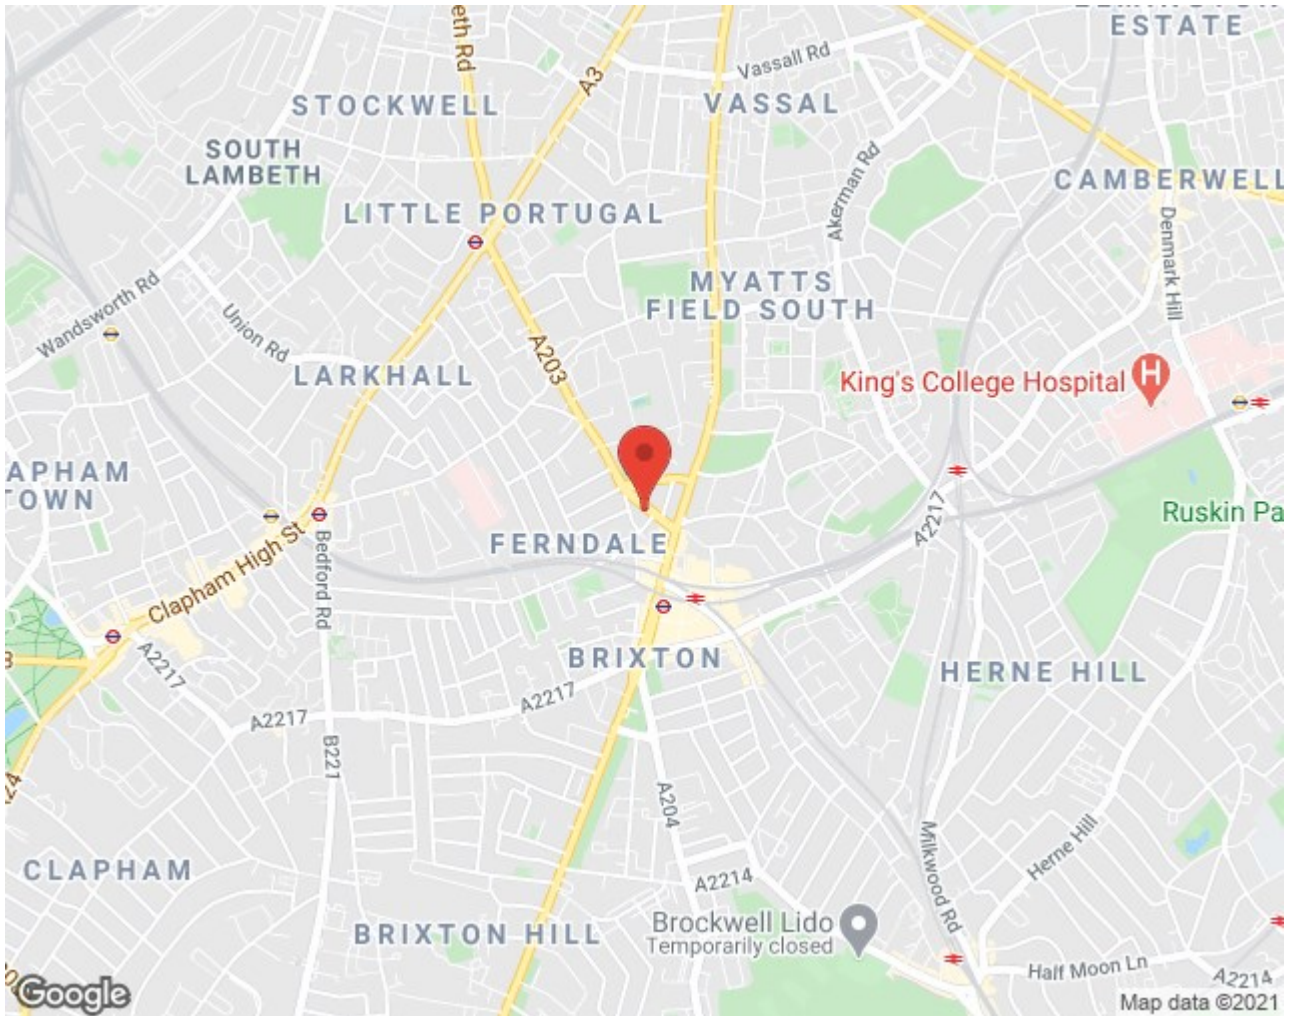 ESTATE
eth Rd
A3
Vassall Rd
STOCKWELL
VASSAL
SOUTH
LAMBETH
Akerman Rd
CAMBERWELL
LITTLE PORTUGAL
Denmark Hill
MYATTS
FIELD SOUTH
Wandsworth Rd
Union Rd
A203
LARKHALL
King's College Hospital
H
APHAM
TOWN
A2217
Ruskin Pa
FERNDALE
Clapham High St
Bedford Rd
A2217
BRIXTON
HERNE HILL
A2217
A2217
B221
A204
Milkwood Rd
Herne Hill
CLAPHAM
A2214
Brockwell Lido
Temporarily closed
BRIXTON HILL
Half Moon Ln
A2214
Google
Map data ©2021